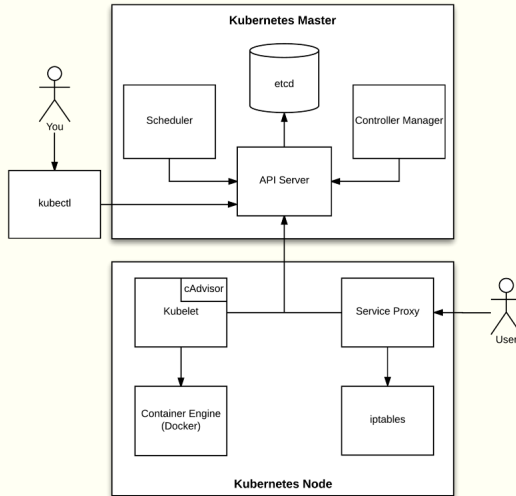 Kubernetes Master
etcd
Scheduler
Controller Manager
You
API Server
kubectl
cAdvisor
Kubelet
Service Proxy
User
Container Engine
(Docker)
iptables
Kubernetes Node